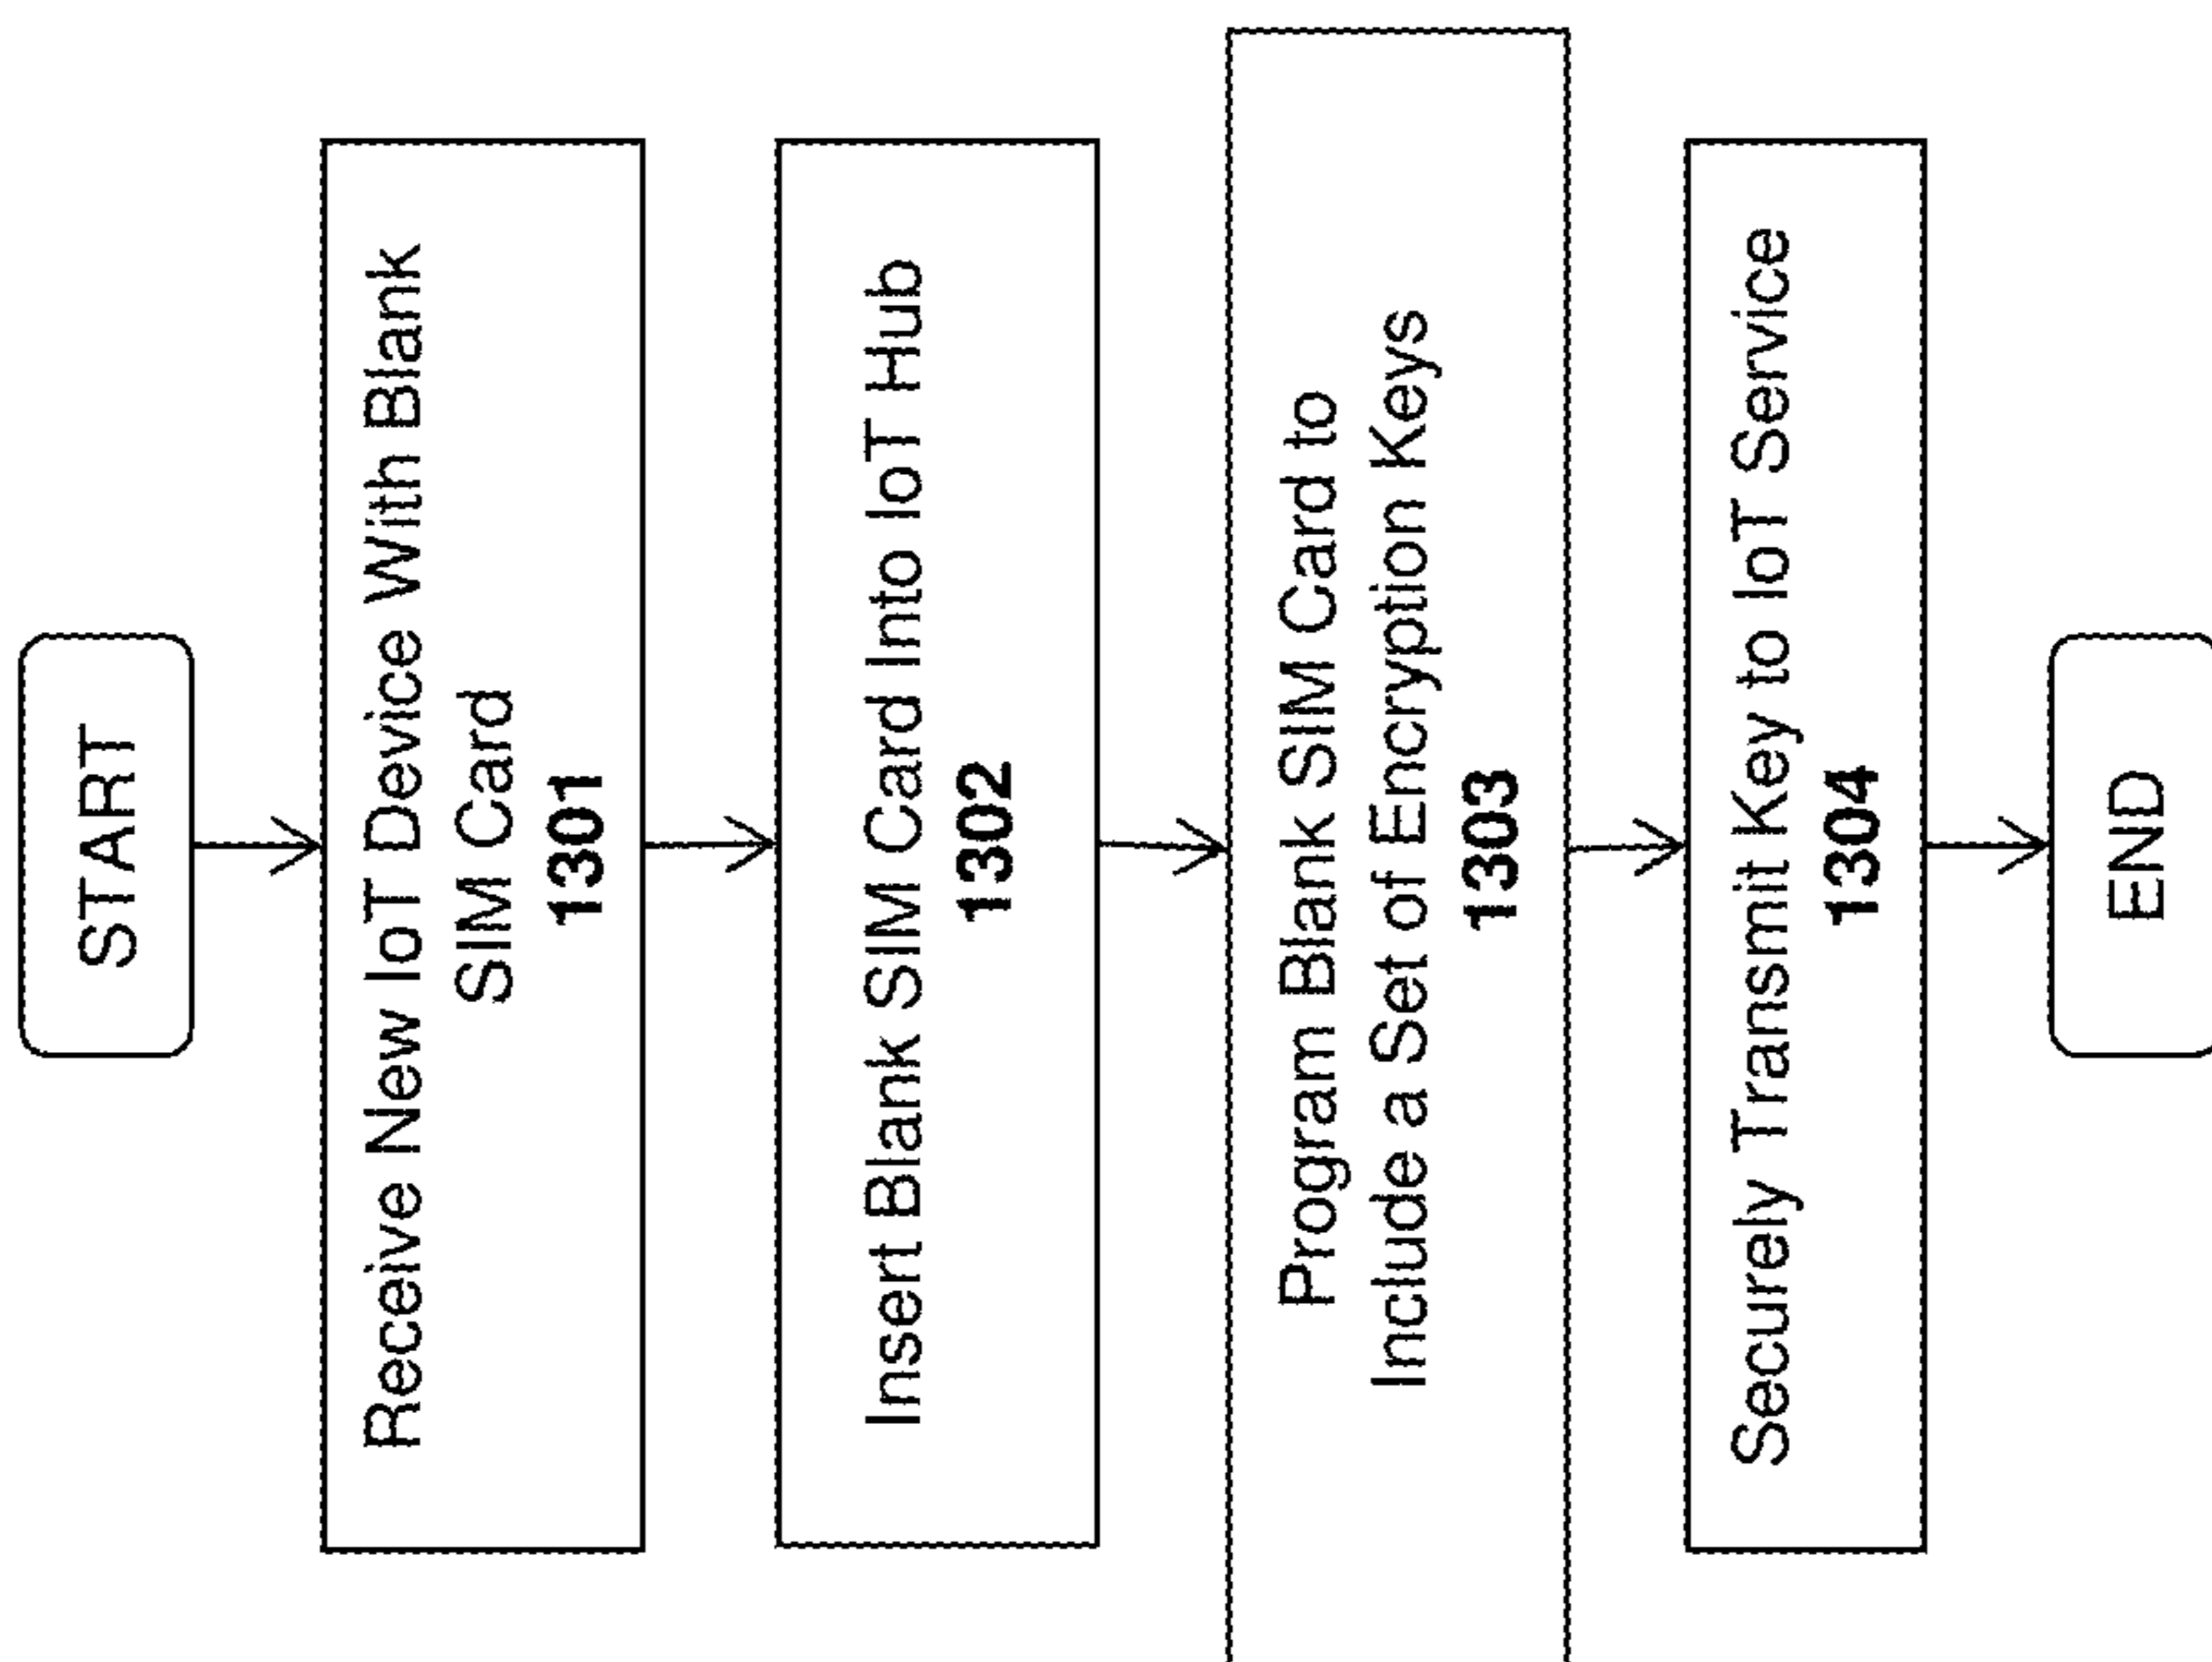 START
Receive New IoT Device With Blank
SIM Card
1301
Insert Blank SIM Card Into IoT Hub
1302
Program Blank SIM Card to
Include a Set of Encryption Keys
1303
Securely Transmit Key to IoT Service
1304
END